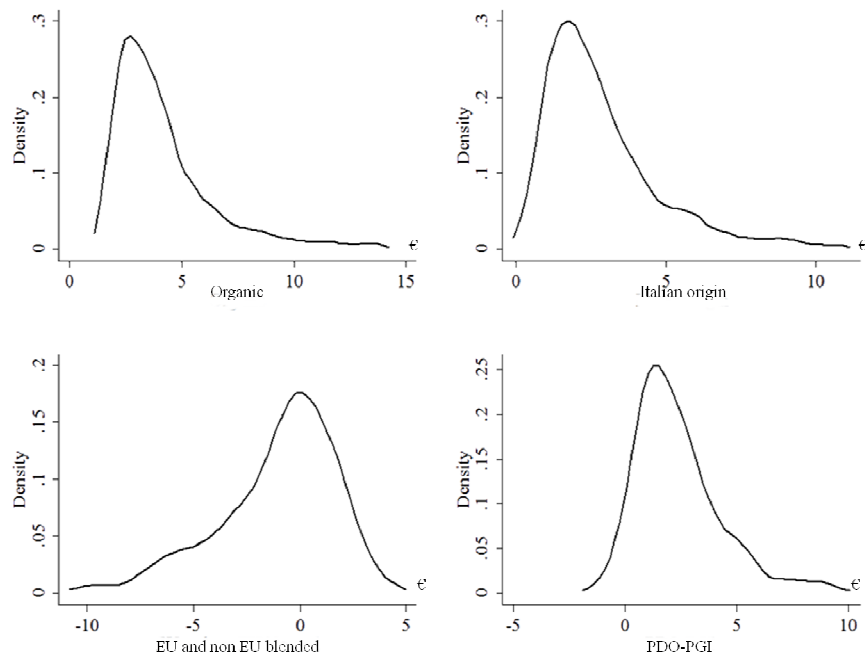 .3
.2
.1
0
Density
0 5 10 15
€
Organic
.3
.2
.1
0
Density
0 5 10
€
Italian origin
.2
.15
.1
.05
0
Density
-10 -5 0 5
€
EU and non EU blended
.25
.2
.15
.1
.05
0
Density
-5 0 5 10
€
PDO-PGI